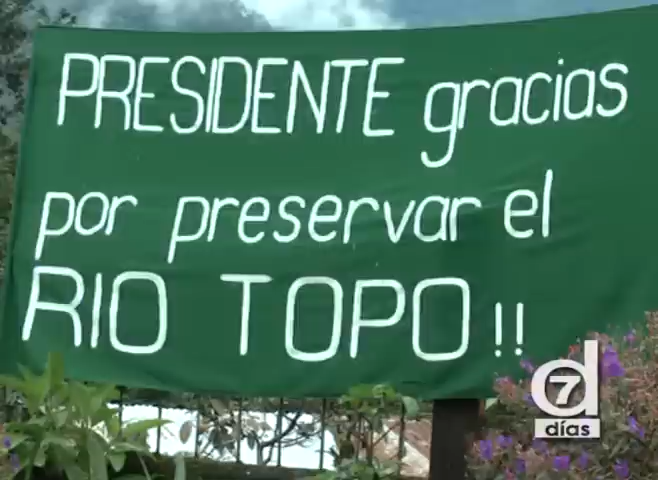 PRESIDENTE gracias
por preservar el
RIO TOPO !!
7
d
días